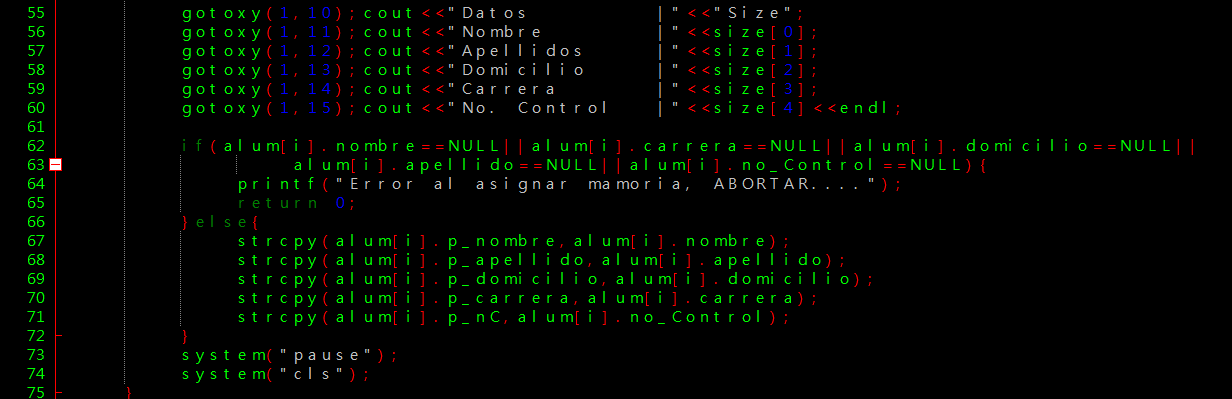 55 gotoxy(1,10);cout<<"Datos          |"<<"Size";
56 gotoxy(1,11);cout<<"Nombre         |"<<size[0];
57 gotoxy(1,12);cout<<"Apellidos      |"<<size[1];
58 gotoxy(1,13);cout<<"Domicilio      |"<<size[2];
59 gotoxy(1,14);cout<<"Carrera        |"<<size[3];
60 gotoxy(1,15);cout<<"No. Control    |"<<size[4]<<endl;
61
62 if(alum[i].nombre==NULL||alum[i].carrera==NULL||alum[i].domicilio==NULL||
63         alum[i].apellido==NULL||alum[i].no_Control==NULL){
64     printf("Error al asignar mamoria, ABORTAR....");
65     return 0;
66 }else{
67     strcpy(alum[i].p_nombre,alum[i].nombre);
68     strcpy(alum[i].p_apellido,alum[i].apellido);
69     strcpy(alum[i].p_domicilio,alum[i].domicilio);
70     strcpy(alum[i].p_carrera,alum[i].carrera);
71     strcpy(alum[i].p_nC,alum[i].no_Control);
72 }
73 system("pause");
74 system("cls");
75 }